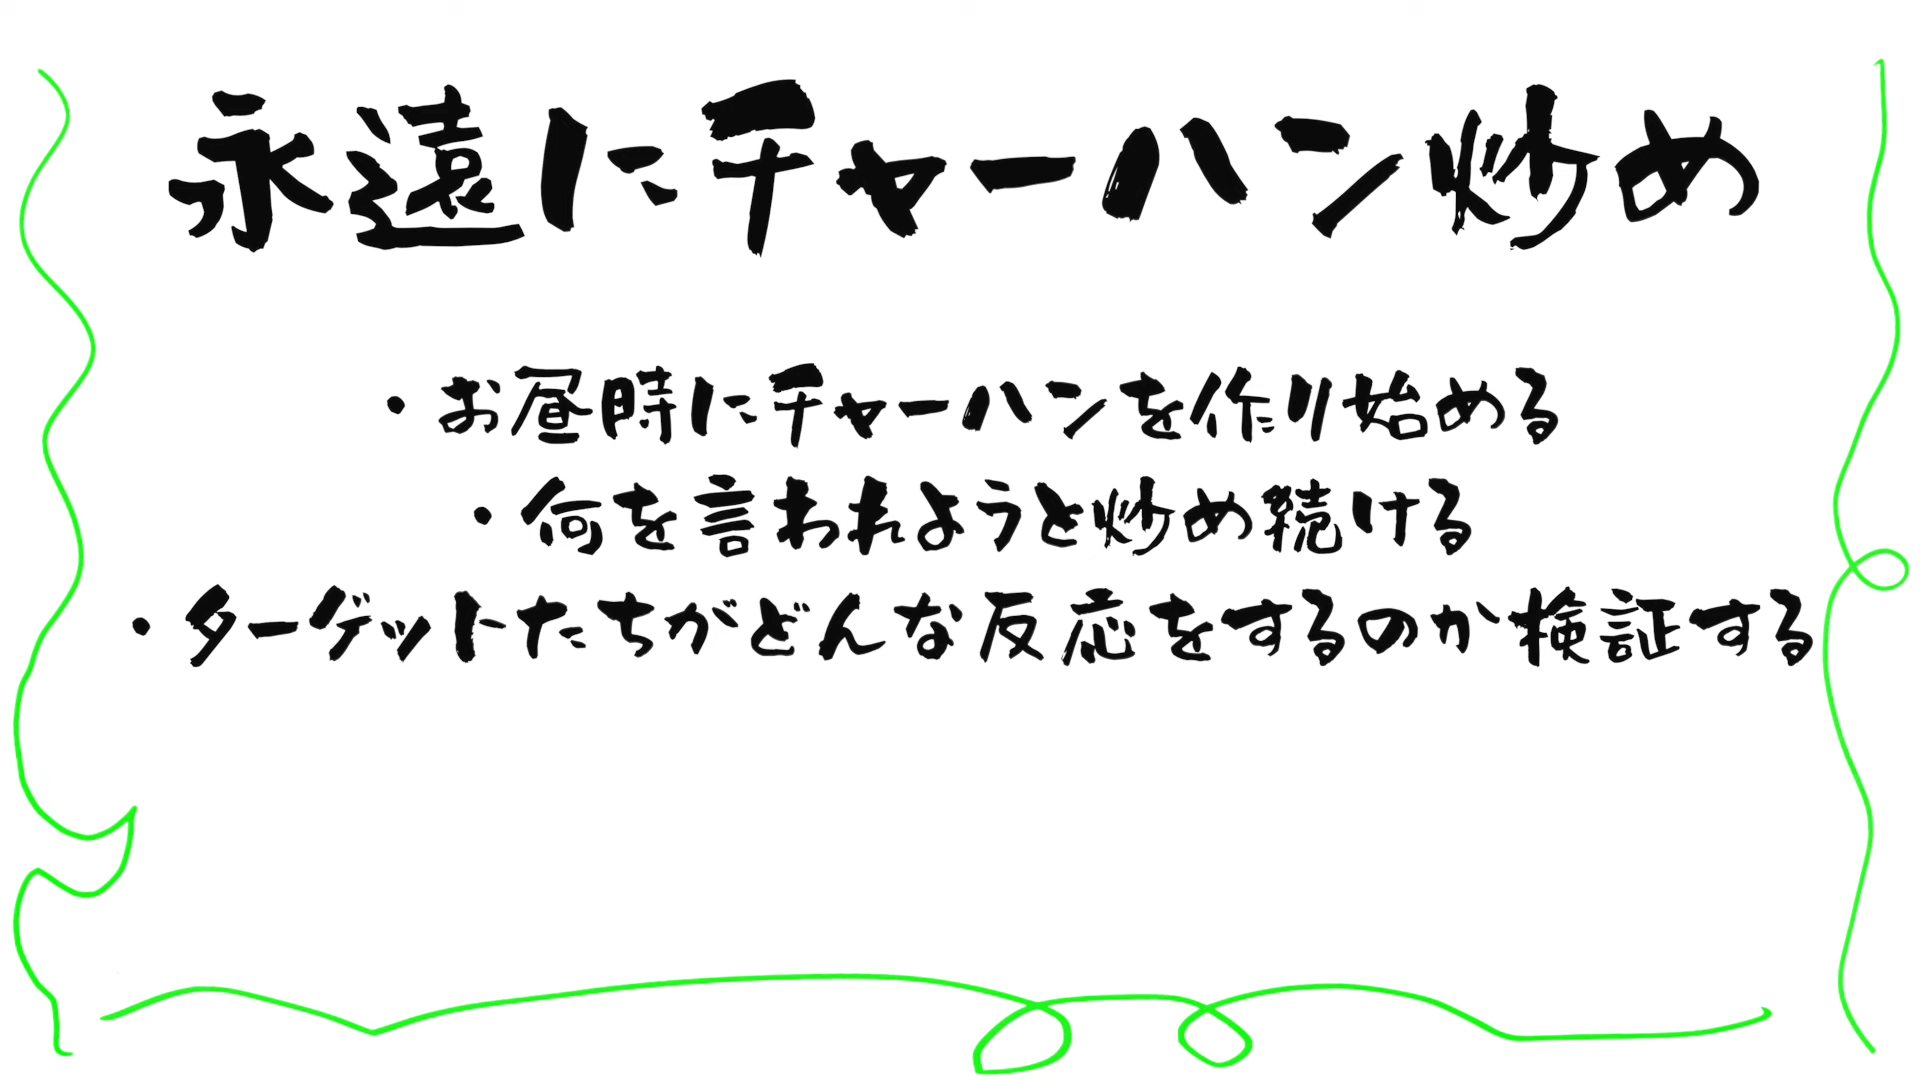 永遠にチャーハン炒め
・お昼時にチャーハンを作り始める
・何を言われようと炒め続ける
・ターゲットたちがどんな反応をするのか検証する